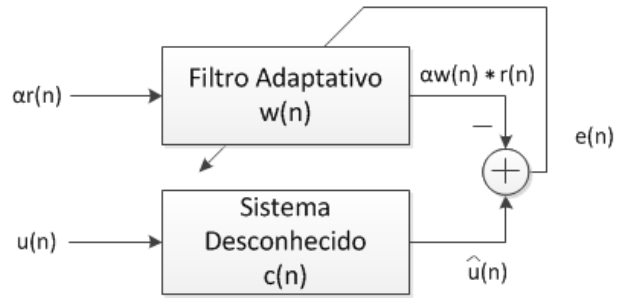 αr(n)
Filtro Adaptativo
w(n)
αw(n) * r(n)
−
+
e(n)
u(n)
Sistema
Desconhecido
c(n)
û(n)